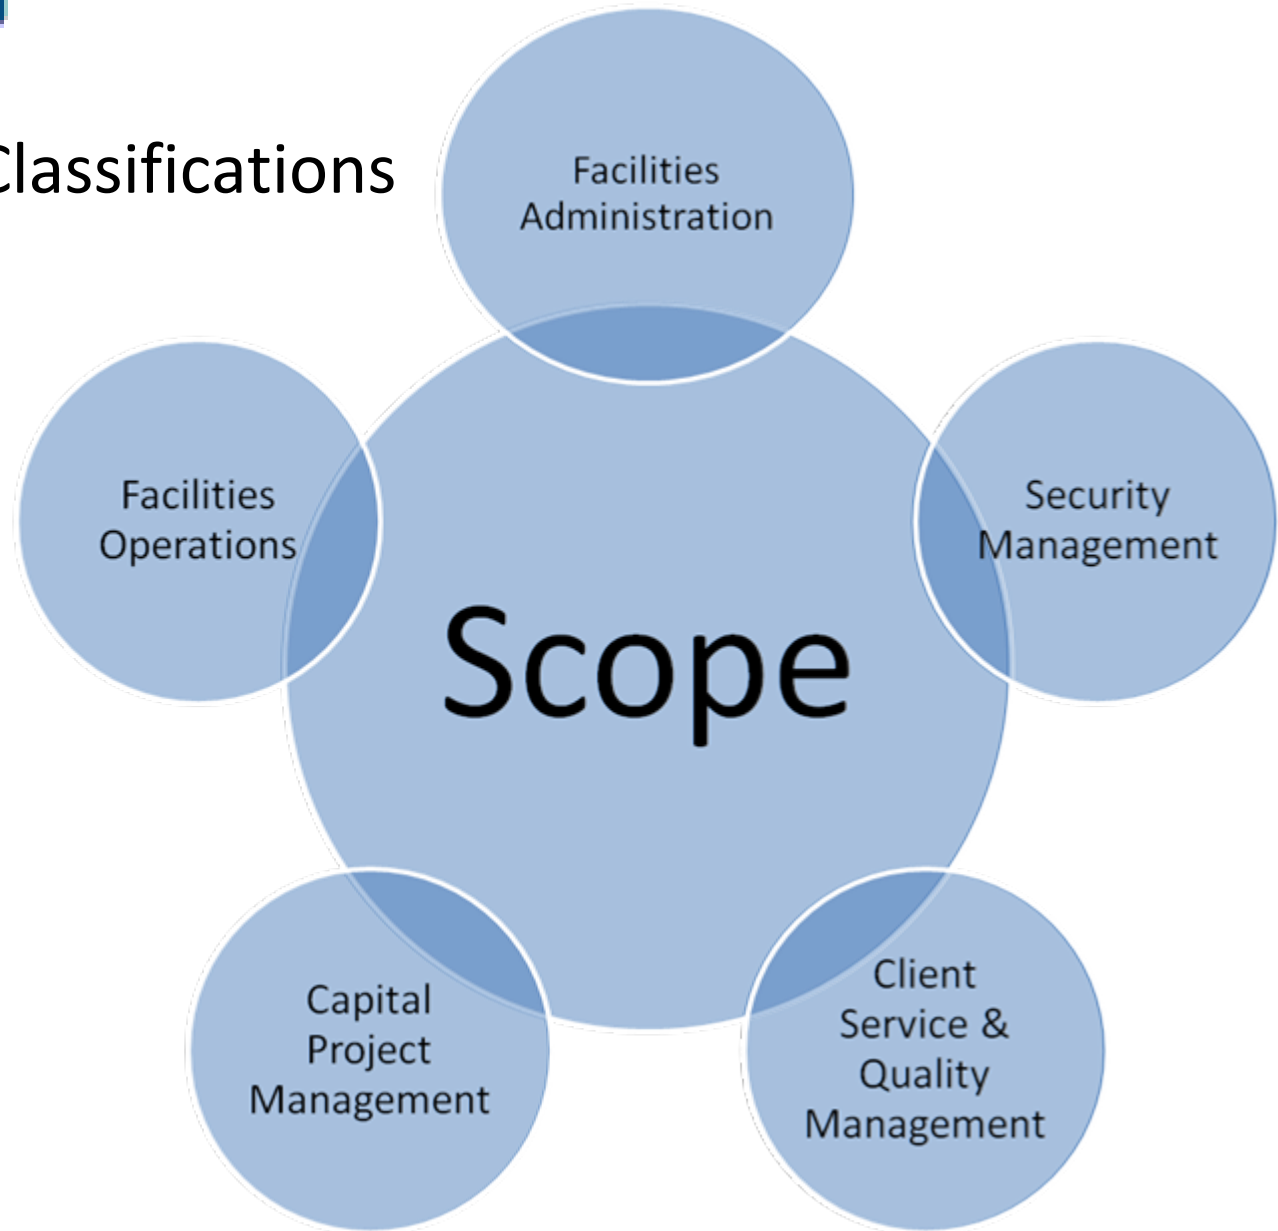 Classifications
Facilities
Administration
Facilities
Operations
Security
Management
Scope
Capital
Project
Management
Client
Service &
Quality
Management